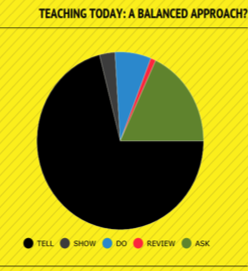 TEACHING TODAY: A BALANCED APPROACH?
TELL SHOW DO REVIEW ASK